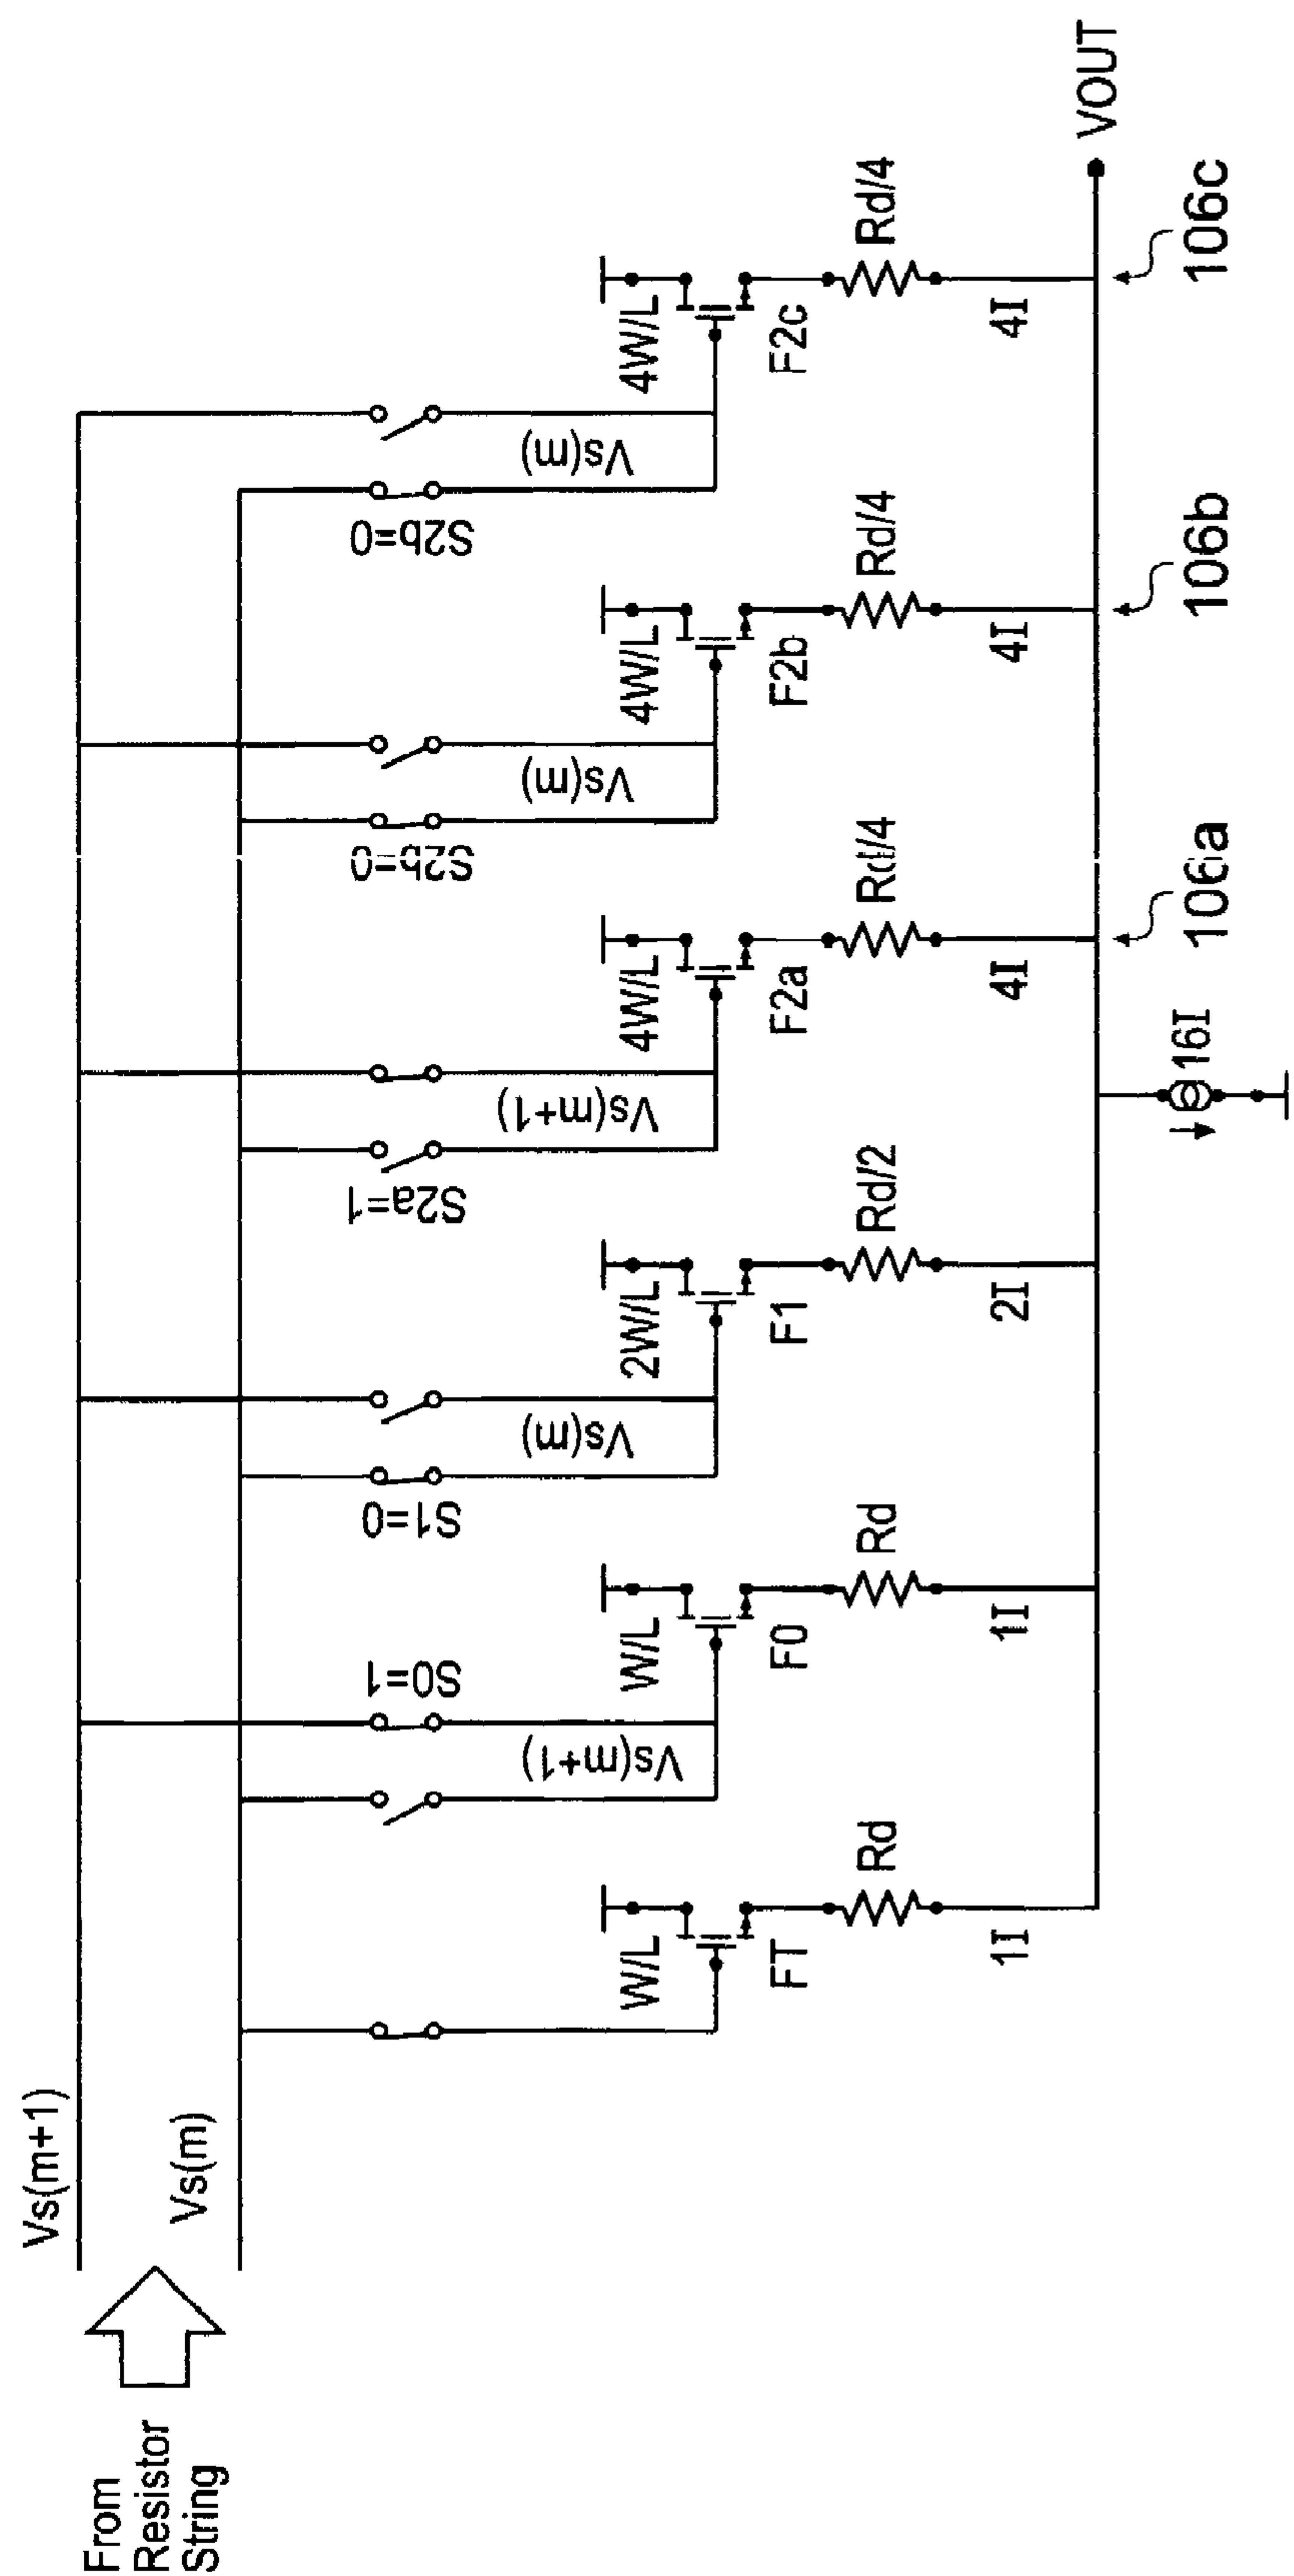 From
Resistor
String
Vs(m+1)
Vs(m)
S0=1
S1=0
S2a=1
S2b=0
S2b=0
Vs(m+1)
Vs(m)
Vs(m+1)
Vs(m)
Vs(m)
W/L
W/L
2W/L
4W/L
4W/L
4W/L
FT
F0
F1
F2a
F2b
F2c
Rd
Rd
Rd/2
Rd/4
Rd/4
Rd/4
1I
1I
2I
4I
4I
4I
VOUT
16I
106a
106b
106c